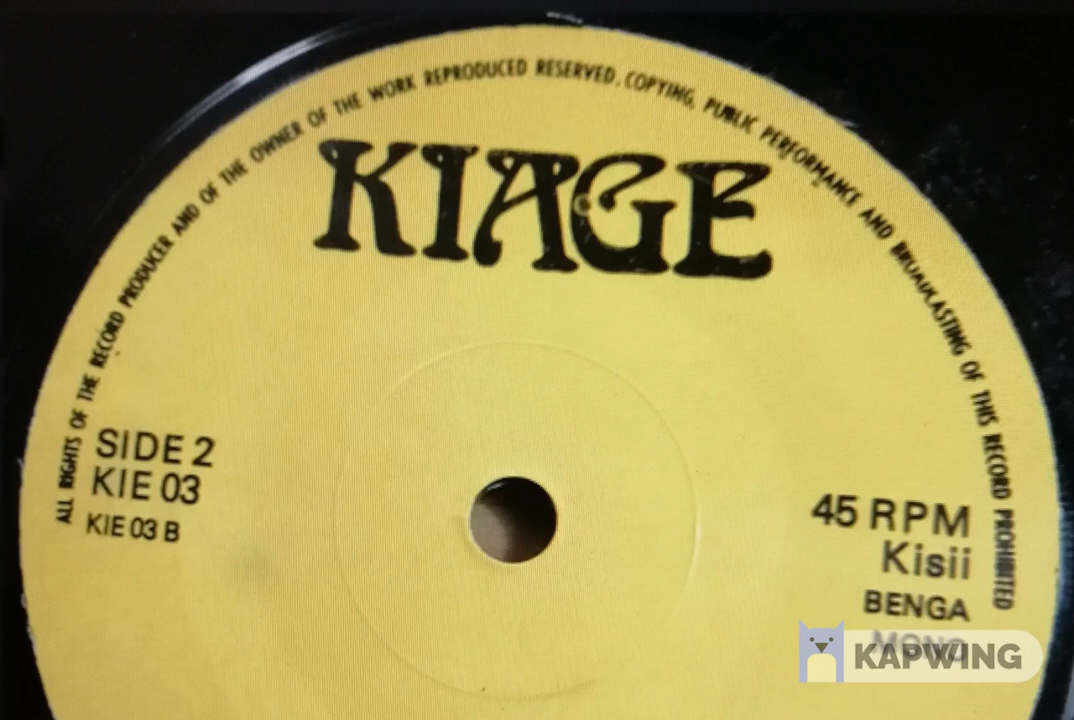 ALL RIGHTS OF THE RECORD PRODUCER AND OF THE OWNER OF THE WORK REPRODUCED RESERVED. COPYING, PUBLIC PERFORMANCE AND BROADCASTING OF THIS RECORD PROHIBITED
KIAGE
SIDE 2
KIE 03
KIE 03 B
45 RPM
Kisii
BENGA
MONO
KAPWING